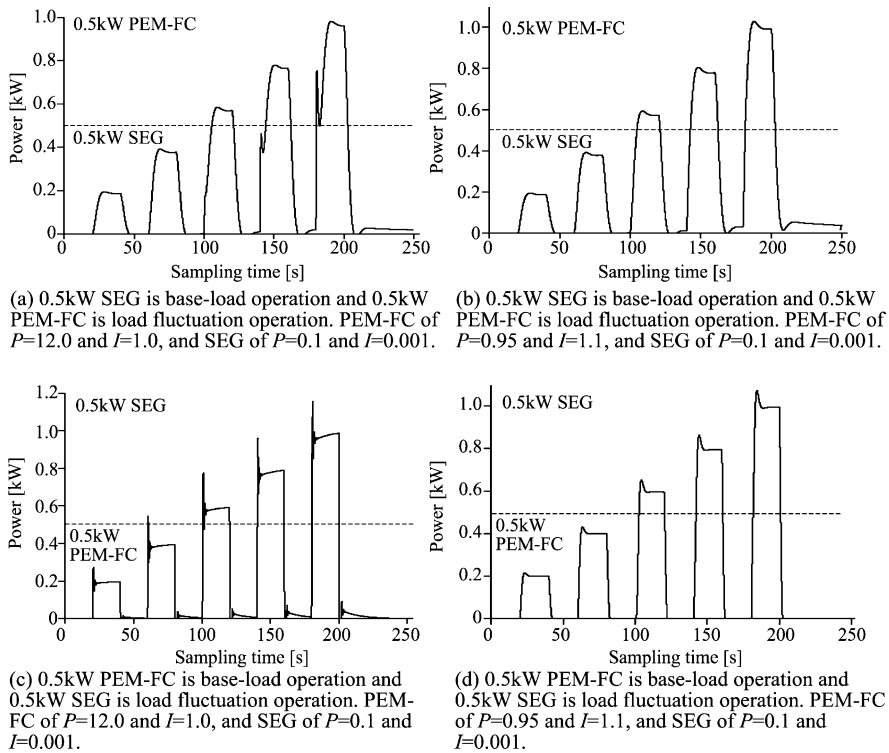 0.5kW PEM-FC
0.5kW SEG
Power [kW]
1.0
0.8
0.6
0.4
0.2
0
0 50 100 150 200 250
Sampling time [s]
(a) 0.5kW SEG is base-load operation and 0.5kW
PEM-FC is load fluctuation operation. PEM-FC of
P=12.0 and I=1.0, and SEG of P=0.1 and I=0.001.
0.5kW PEM-FC
0.5kW SEG
Power [kW]
1.0
0.8
0.6
0.4
0.2
0
0 50 100 150 200 250
Sampling time [s]
(b) 0.5kW SEG is base-load operation and 0.5kW
PEM-FC is load fluctuation operation. PEM-FC of
P=0.95 and I=1.1, and SEG of P=0.1 and I=0.001.
0.5kW SEG
0.5kW
PEM-FC
Power [kW]
1.2
1.0
0.8
0.6
0.4
0.2
0
0 50 100 150 200 250
Sampling time [s]
(c) 0.5kW PEM-FC is base-load operation and
0.5kW SEG is load fluctuation operation. PEM-
FC of P=12.0 and I=1.0, and SEG of P=0.1 and
I=0.001.
0.5kW SEG
0.5kW
PEM-FC
Power [kW]
1.0
0.8
0.6
0.4
0.2
0
0 50 100 150 200 250
Sampling time [s]
(d) 0.5kW PEM-FC is base-load operation and
0.5kW SEG is load fluctuation operation. PEM-FC
of P=0.95 and I=1.1, and SEG of P=0.1 and
I=0.001.